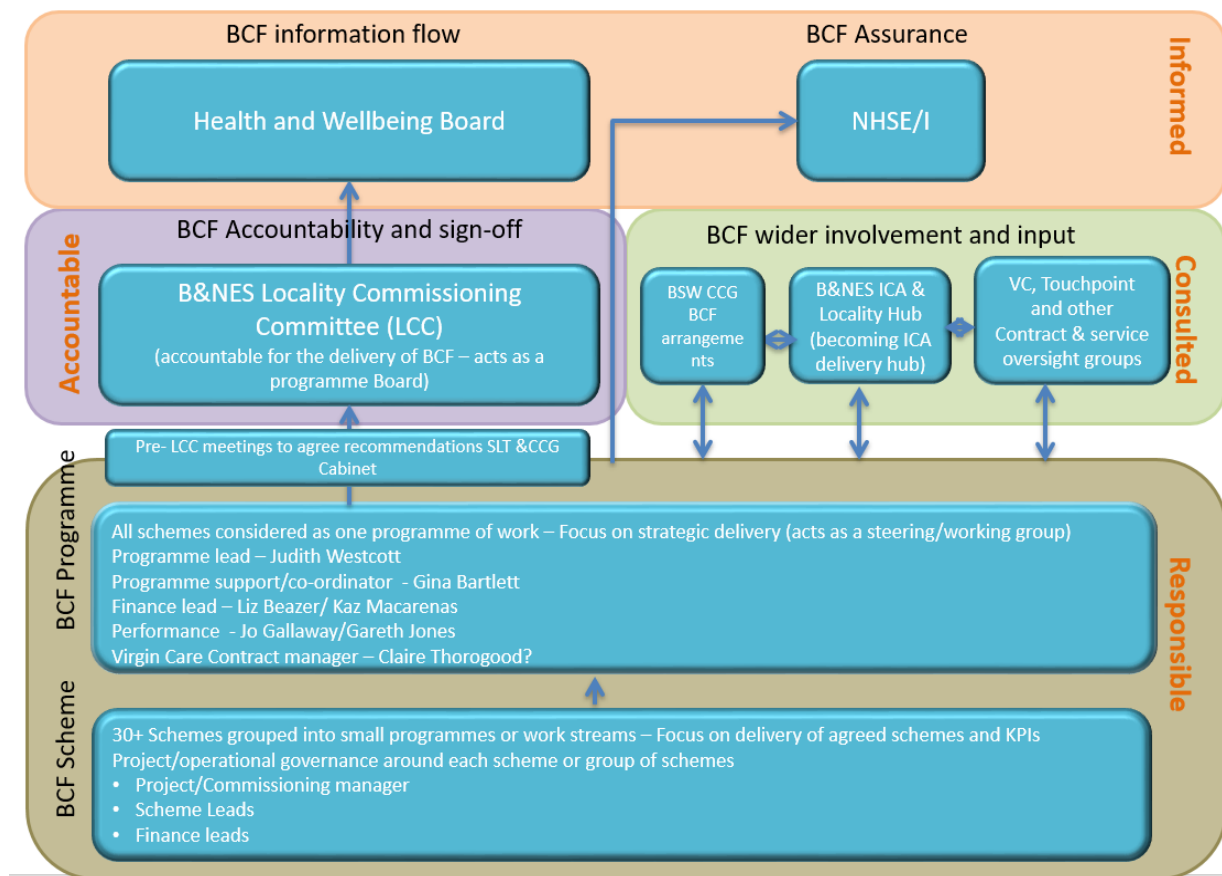 BCF information flow
BCF Assurance
Informed
Health and Wellbeing Board
NHSE/I
BCF Accountability and sign-off
BCF wider involvement and input
Accountable
B&NES Locality Commissioning
Committee (LCC)
(accountable for the delivery of BCF – acts as a
programme Board)
BSW CCG
BCF
arrangeme
nts
B&NES ICA &
Locality Hub
(becoming ICA
delivery hub)
VC, Touchpoint
and other
Contract & service
oversight groups
Consulted
Pre- LCC meetings to agree recommendations SLT &CCG
Cabinet
BCF Programme
All schemes considered as one programme of work – Focus on strategic delivery (acts as a steering/working group)
Programme lead – Judith Westcott
Programme support/co-ordinator - Gina Bartlett
Finance lead – Liz Beazer/ Kaz Macarenas
Performance - Jo Gallaway/Gareth Jones
Virgin Care Contract manager – Claire Thorogood?
Responsible
BCF Scheme
30+ Schemes grouped into small programmes or work streams – Focus on delivery of agreed schemes and KPIs
Project/operational governance around each scheme or group of schemes
• Project/Commissioning manager
• Scheme Leads
• Finance leads